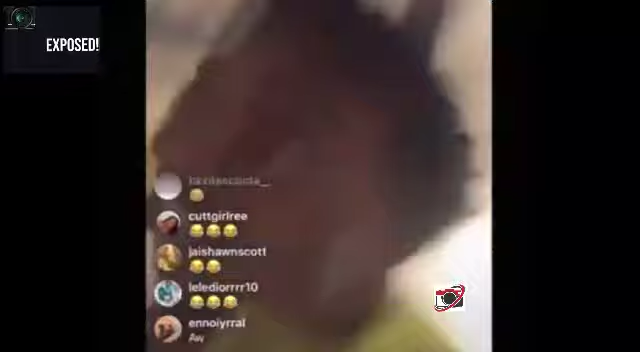 EXPOSED!
cuttgirlree
😂😂😂
jaishawnscott
😂😂
lelediorrrr10
😂😂😂
ennoiyrral
Aw